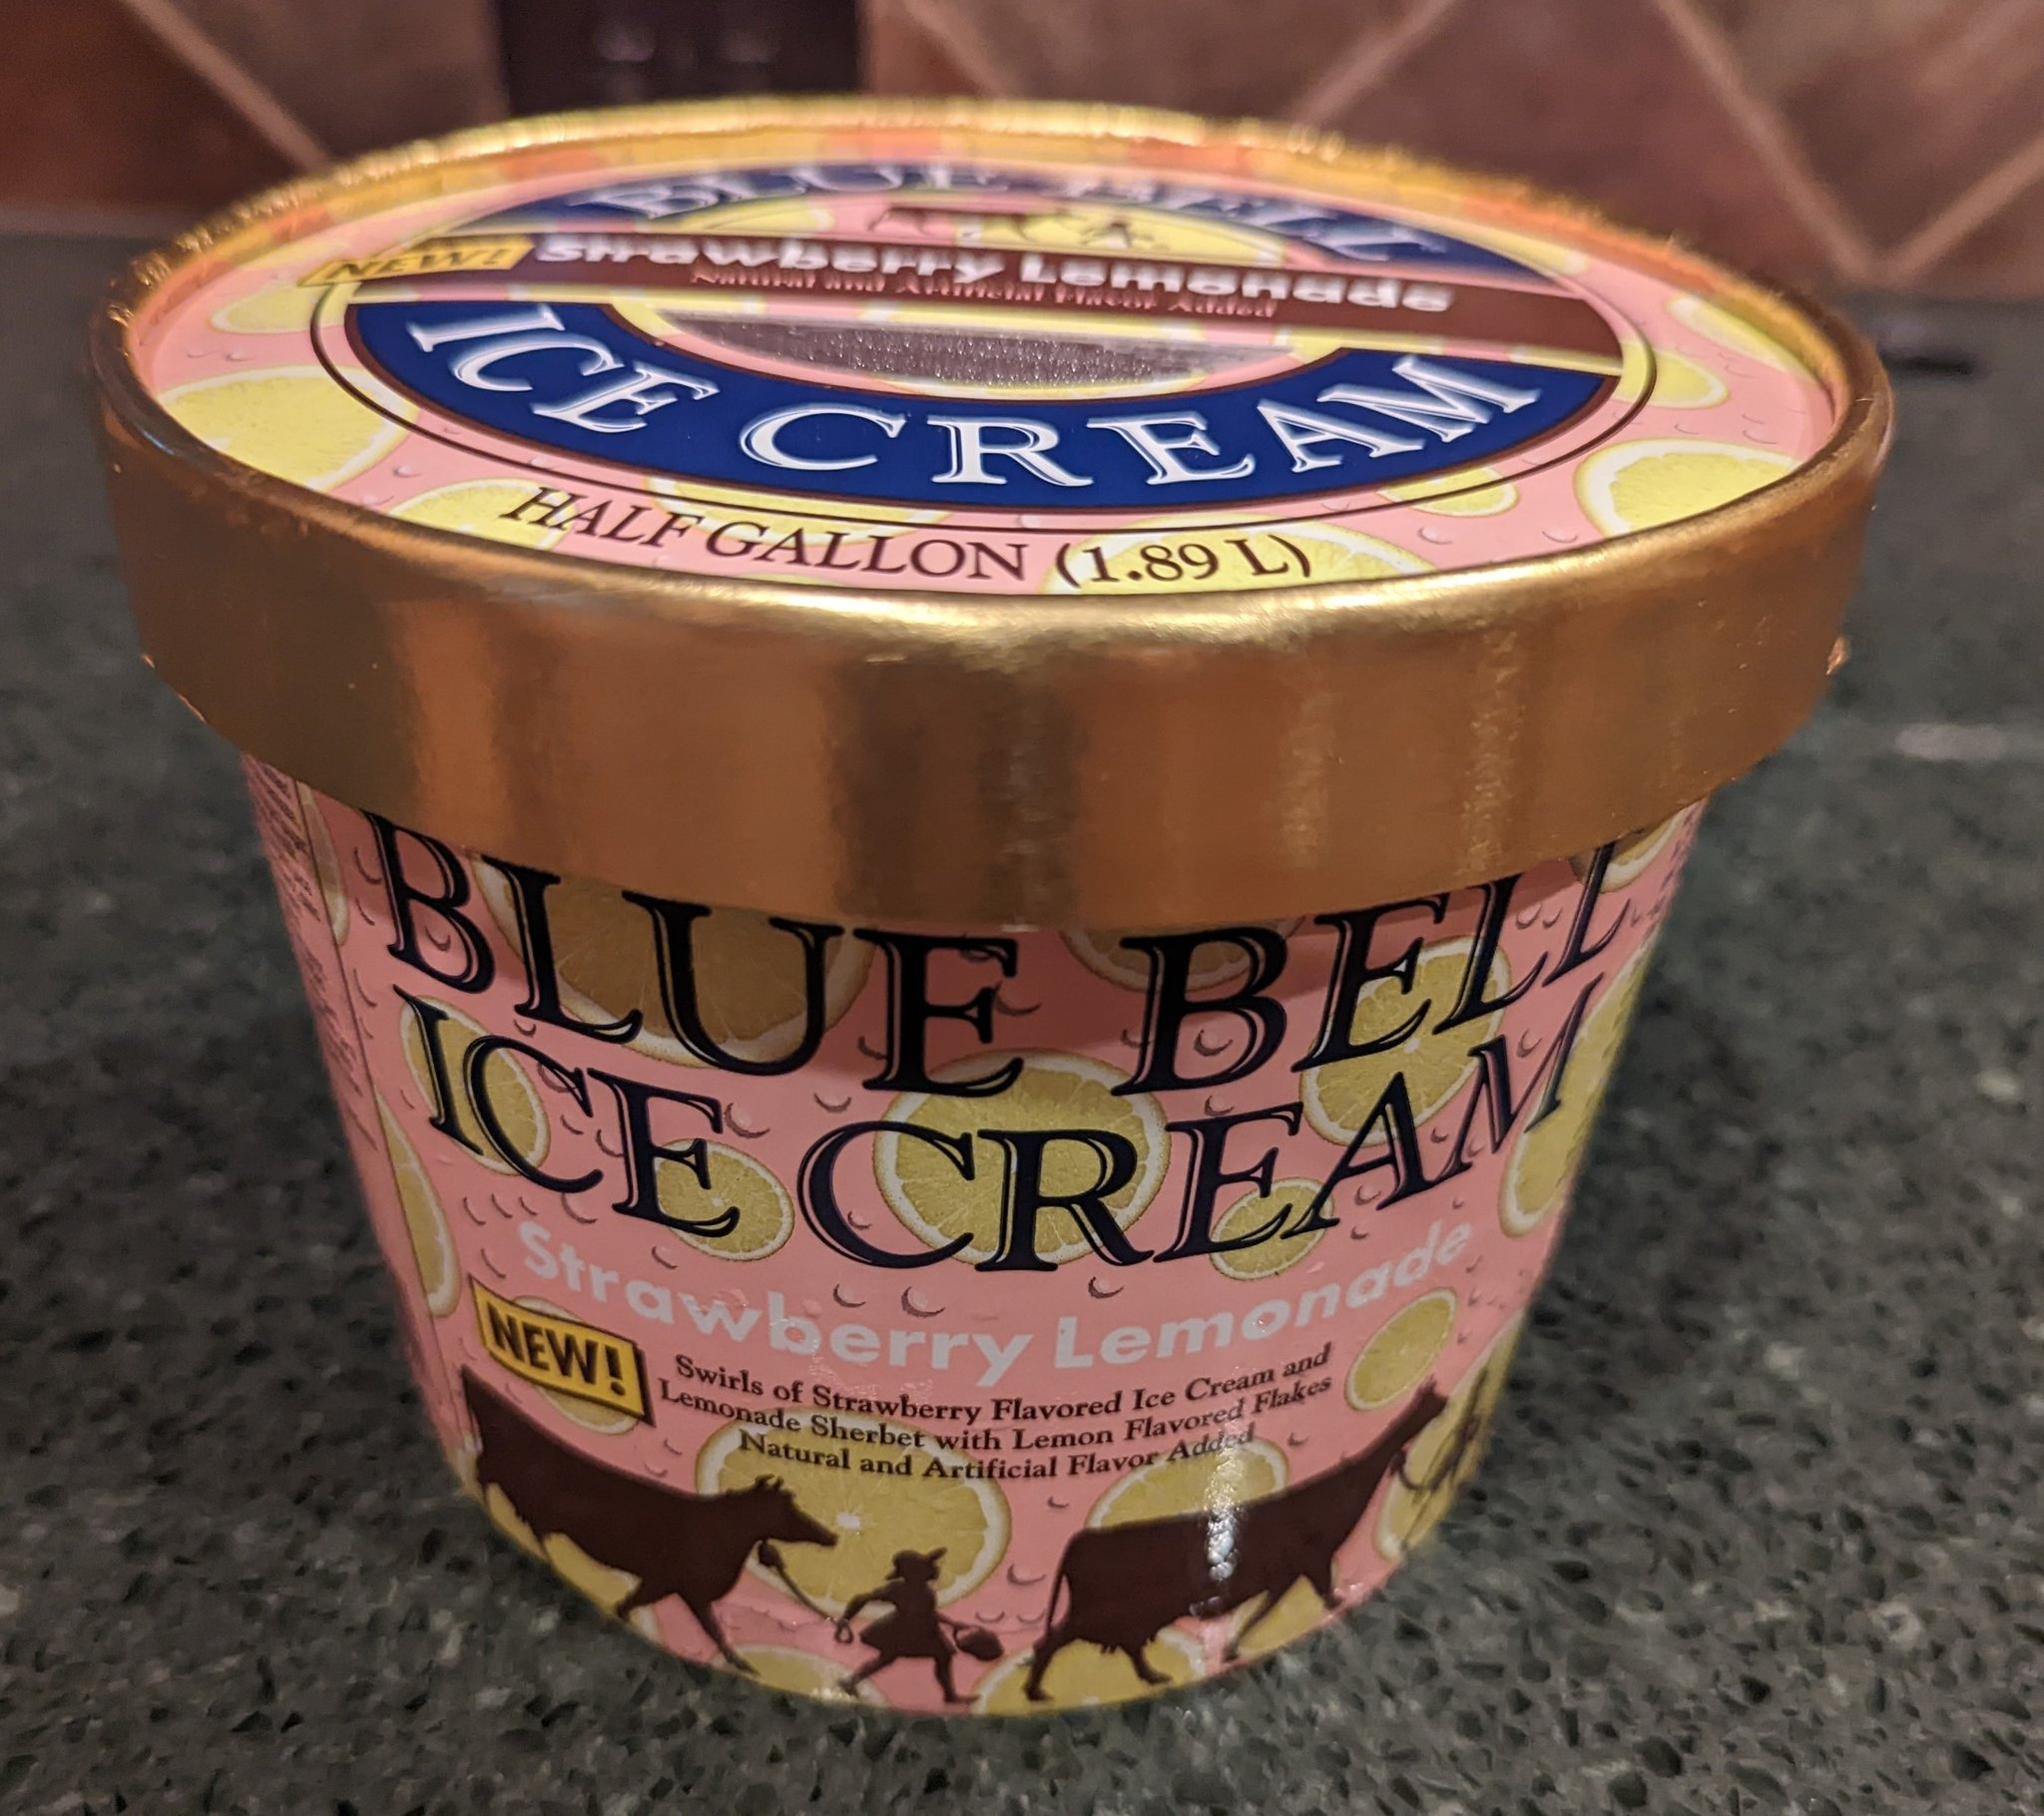 BLUE BELL
NEW! Strawberry Lemonade
Natural and Artificial Flavor Added
ICE CREAM
HALF GALLON (1.89 L)
BLUE BELL
ICE CREAM
Strawberry Lemonade
NEW!
Swirls of Strawberry Flavored Ice Cream and
Lemonade Sherbet with Lemon Flavored Flakes
Natural and Artificial Flavor Added